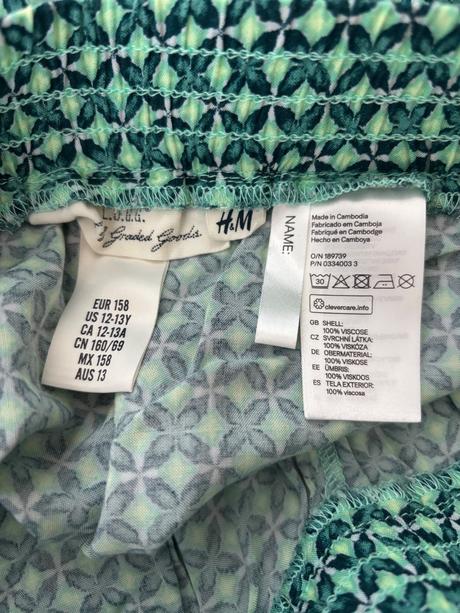 L.O.G.G.
Graded Goods.
H&M
EUR 158
US 12-13Y
CA 12-13A
CN 160/69
MX 158
AUS 13
NAME:
Made in Cambodia
Fabricado em Camboja
Fabriqué en Cambodge
Hecho en Camboya
O/N 189739
P/N 0334003 3
30
clevercare.info
GB SHELL:
100% VISCOSE
CZ SVRCHNÍ LÁTKA:
100% VISKÓZA
DE OBERMATERIAL:
100% VISKOSE
EE ÜMBRIS:
100% VISKOOS
ES TELA EXTERIOR:
100% viscosa